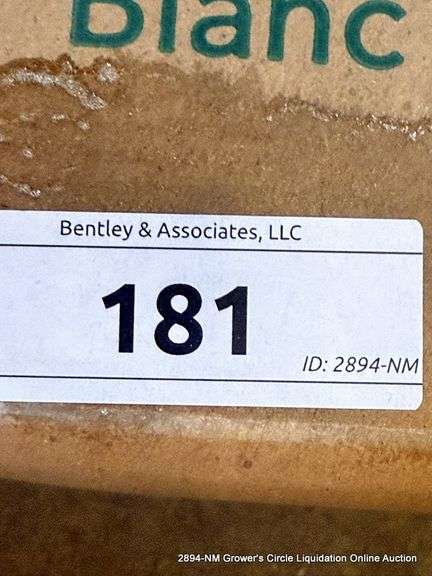 Blanc
Bentley & Associates, LLC
181
ID: 2894-NM
2894-NM Grower's Circle Liquidation Online Auction